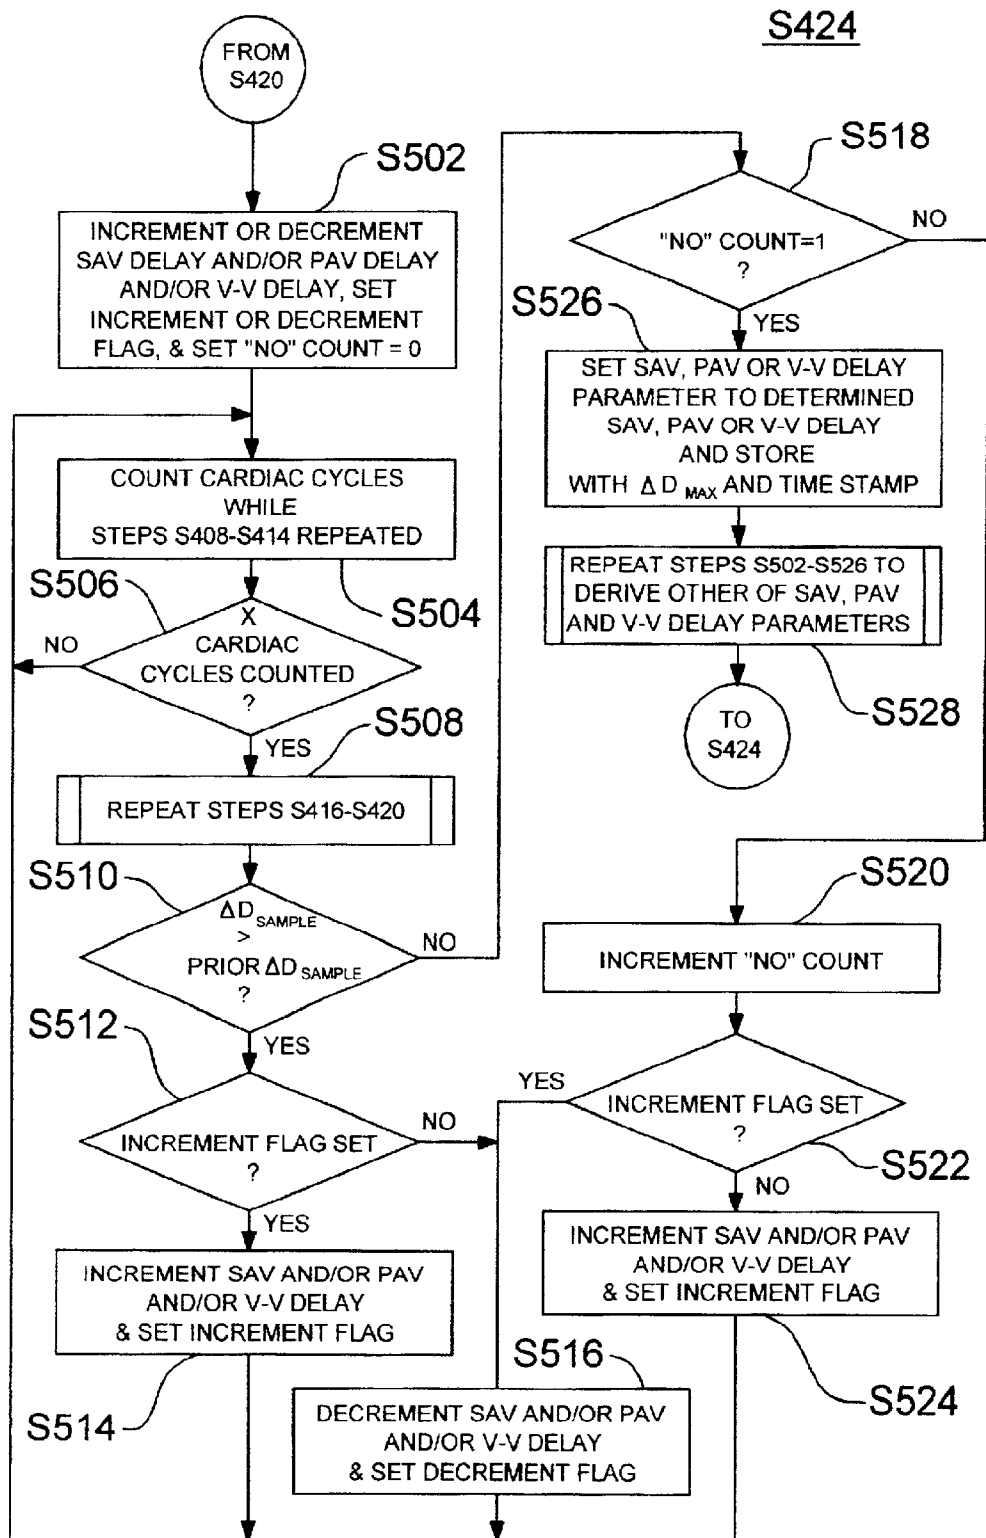 S424
FROM
S420
S502
INCREMENT OR DECREMENT
SAV DELAY AND/OR PAV DELAY
AND/OR V-V DELAY, SET
INCREMENT OR DECREMENT
FLAG, & SET "NO" COUNT = 0
COUNT CARDIAC CYCLES
WHILE
STEPS S408-S414 REPEATED
S504
S506
X
CARDIAC
CYCLES COUNTED
?
NO
YES
S508
REPEAT STEPS S416-S420
S510
ΔD SAMPLE
>
PRIOR ΔD SAMPLE
?
NO
YES
S512
INCREMENT FLAG SET
?
NO
YES
INCREMENT SAV AND/OR PAV
AND/OR V-V DELAY
& SET INCREMENT FLAG
S514
S516
DECREMENT SAV AND/OR PAV
AND/OR V-V DELAY
& SET DECREMENT FLAG
S518
"NO" COUNT=1
?
NO
YES
S526
SET SAV, PAV OR V-V DELAY
PARAMETER TO DETERMINED
SAV, PAV OR V-V DELAY
AND STORE
WITH ΔD MAX AND TIME STAMP
REPEAT STEPS S502-S526 TO
DERIVE OTHER OF SAV, PAV
AND V-V DELAY PARAMETERS
S528
TO
S424
S520
INCREMENT "NO" COUNT
YES
INCREMENT FLAG SET
?
S522
NO
INCREMENT SAV AND/OR PAV
AND/OR V-V DELAY
& SET INCREMENT FLAG
S524